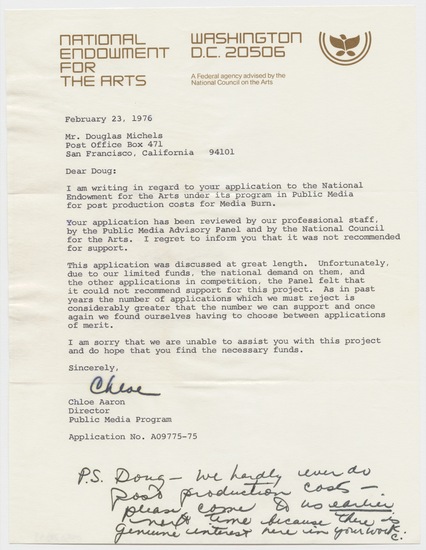 NATIONAL
ENDOWMENT
FOR
THE ARTS
WASHINGTON
D.C. 20506
A Federal agency advised by the
National Council on the Arts
February 23, 1976
Mr. Douglas Michels
Post Office Box 471
San Francisco, California 94101
Dear Doug:
I am writing in regard to your application to the National
Endowment for the Arts under its program in Public Media
for post production costs for Media Burn.
Your application has been reviewed by our professional staff,
by the Public Media Advisory Panel and by the National Council
for the Arts. I regret to inform you that it was not recommended
for support.
This application was discussed at great length. Unfortunately,
due to our limited funds, the national demand on them, and
the other applications in competition, the Panel felt that
it could not recommend support for this project. As in past
years the number of applications which we must reject is
considerably greater that the number we can support and once
again we found ourselves having to choose between applications
of merit.
I am sorry that we are unable to assist you with this project
and do hope that you find the necessary funds.
Sincerely,
Chloe
Chloe Aaron
Director
Public Media Program
Application No. A09775-75
P.S. Doug — We hardly ever do
post production costs —
please come to us earlier
next time because there is
genuine interest here in your work.
C.